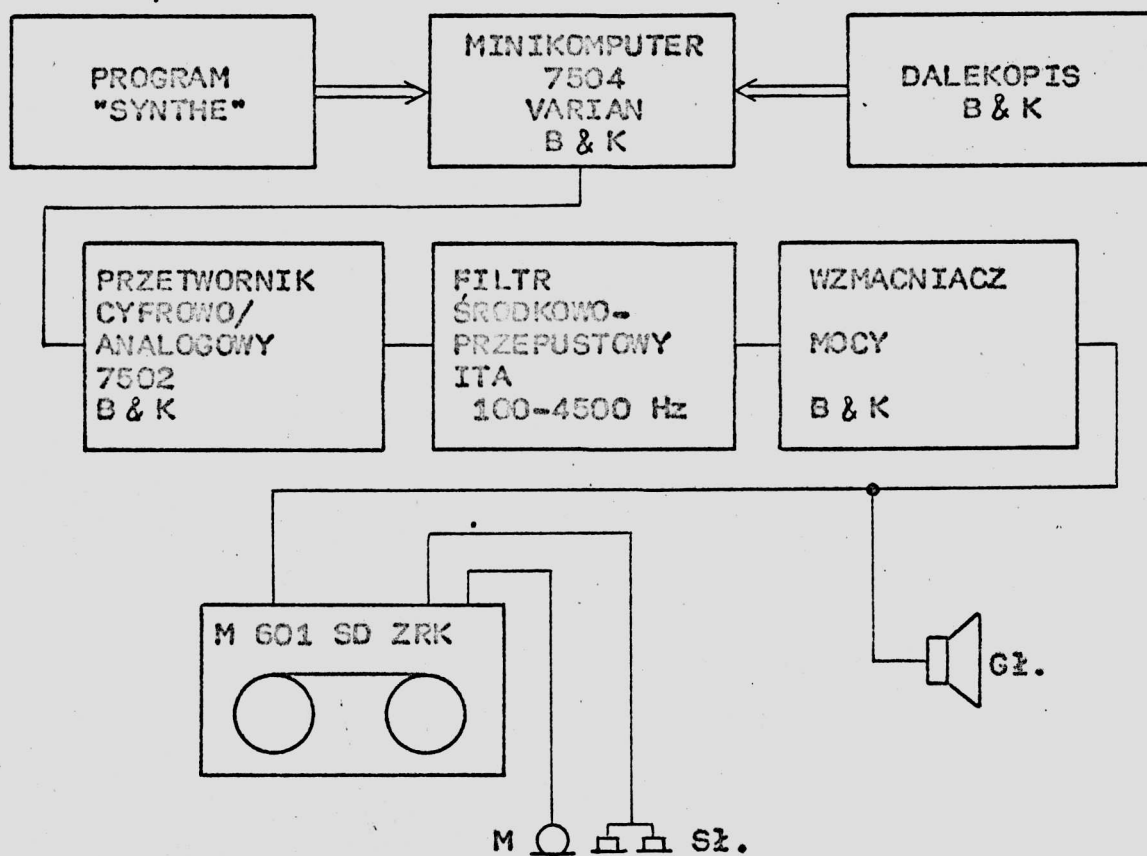 PROGRAM
"SYNTHE"
MINIKOMPUTER
7504
VARIAN
B & K
DALEKOPIS
B & K
PRZETWORNIK
CYFROWO/
ANALOGOWY
7502
B & K
FILTR
ŚRODKOWO-
PRZEPUSTOWY
ITA
100-4500 Hz
WZMACNIACZ
MOCY
B & K
M 601 SD ZRK
Gł.
M
Sł.